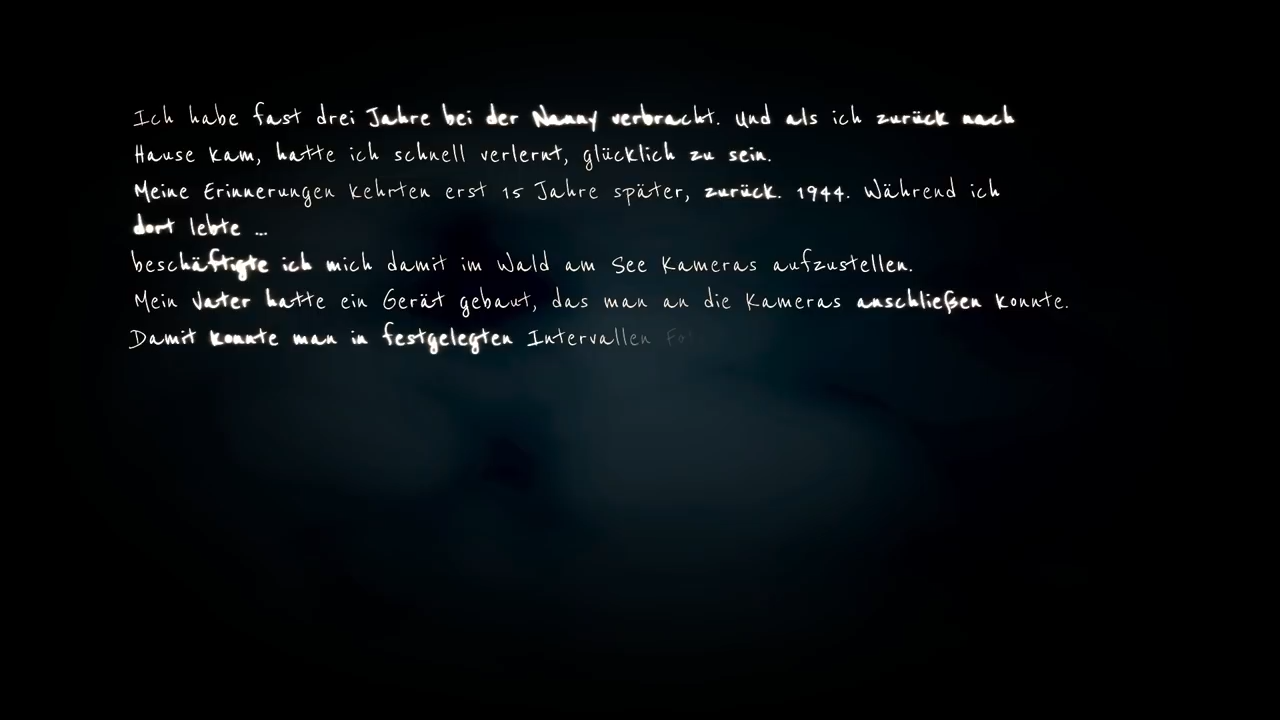 Ich habe fast drei Jahre bei der Nanny verbracht. Und als ich zurück nach
Hause kam, hatte ich schnell verlernt, glücklich zu sein.
Meine Erinnerungen kehrten erst 15 Jahre später, zurück. 1944. Während ich
dort lebte ...
beschäftigte ich mich damit im Wald am See Kameras aufzustellen.
Mein Vater hatte ein Gerät gebaut, das man an die Kameras anschließen konnte.
Damit konnte man in festgelegten Intervallen